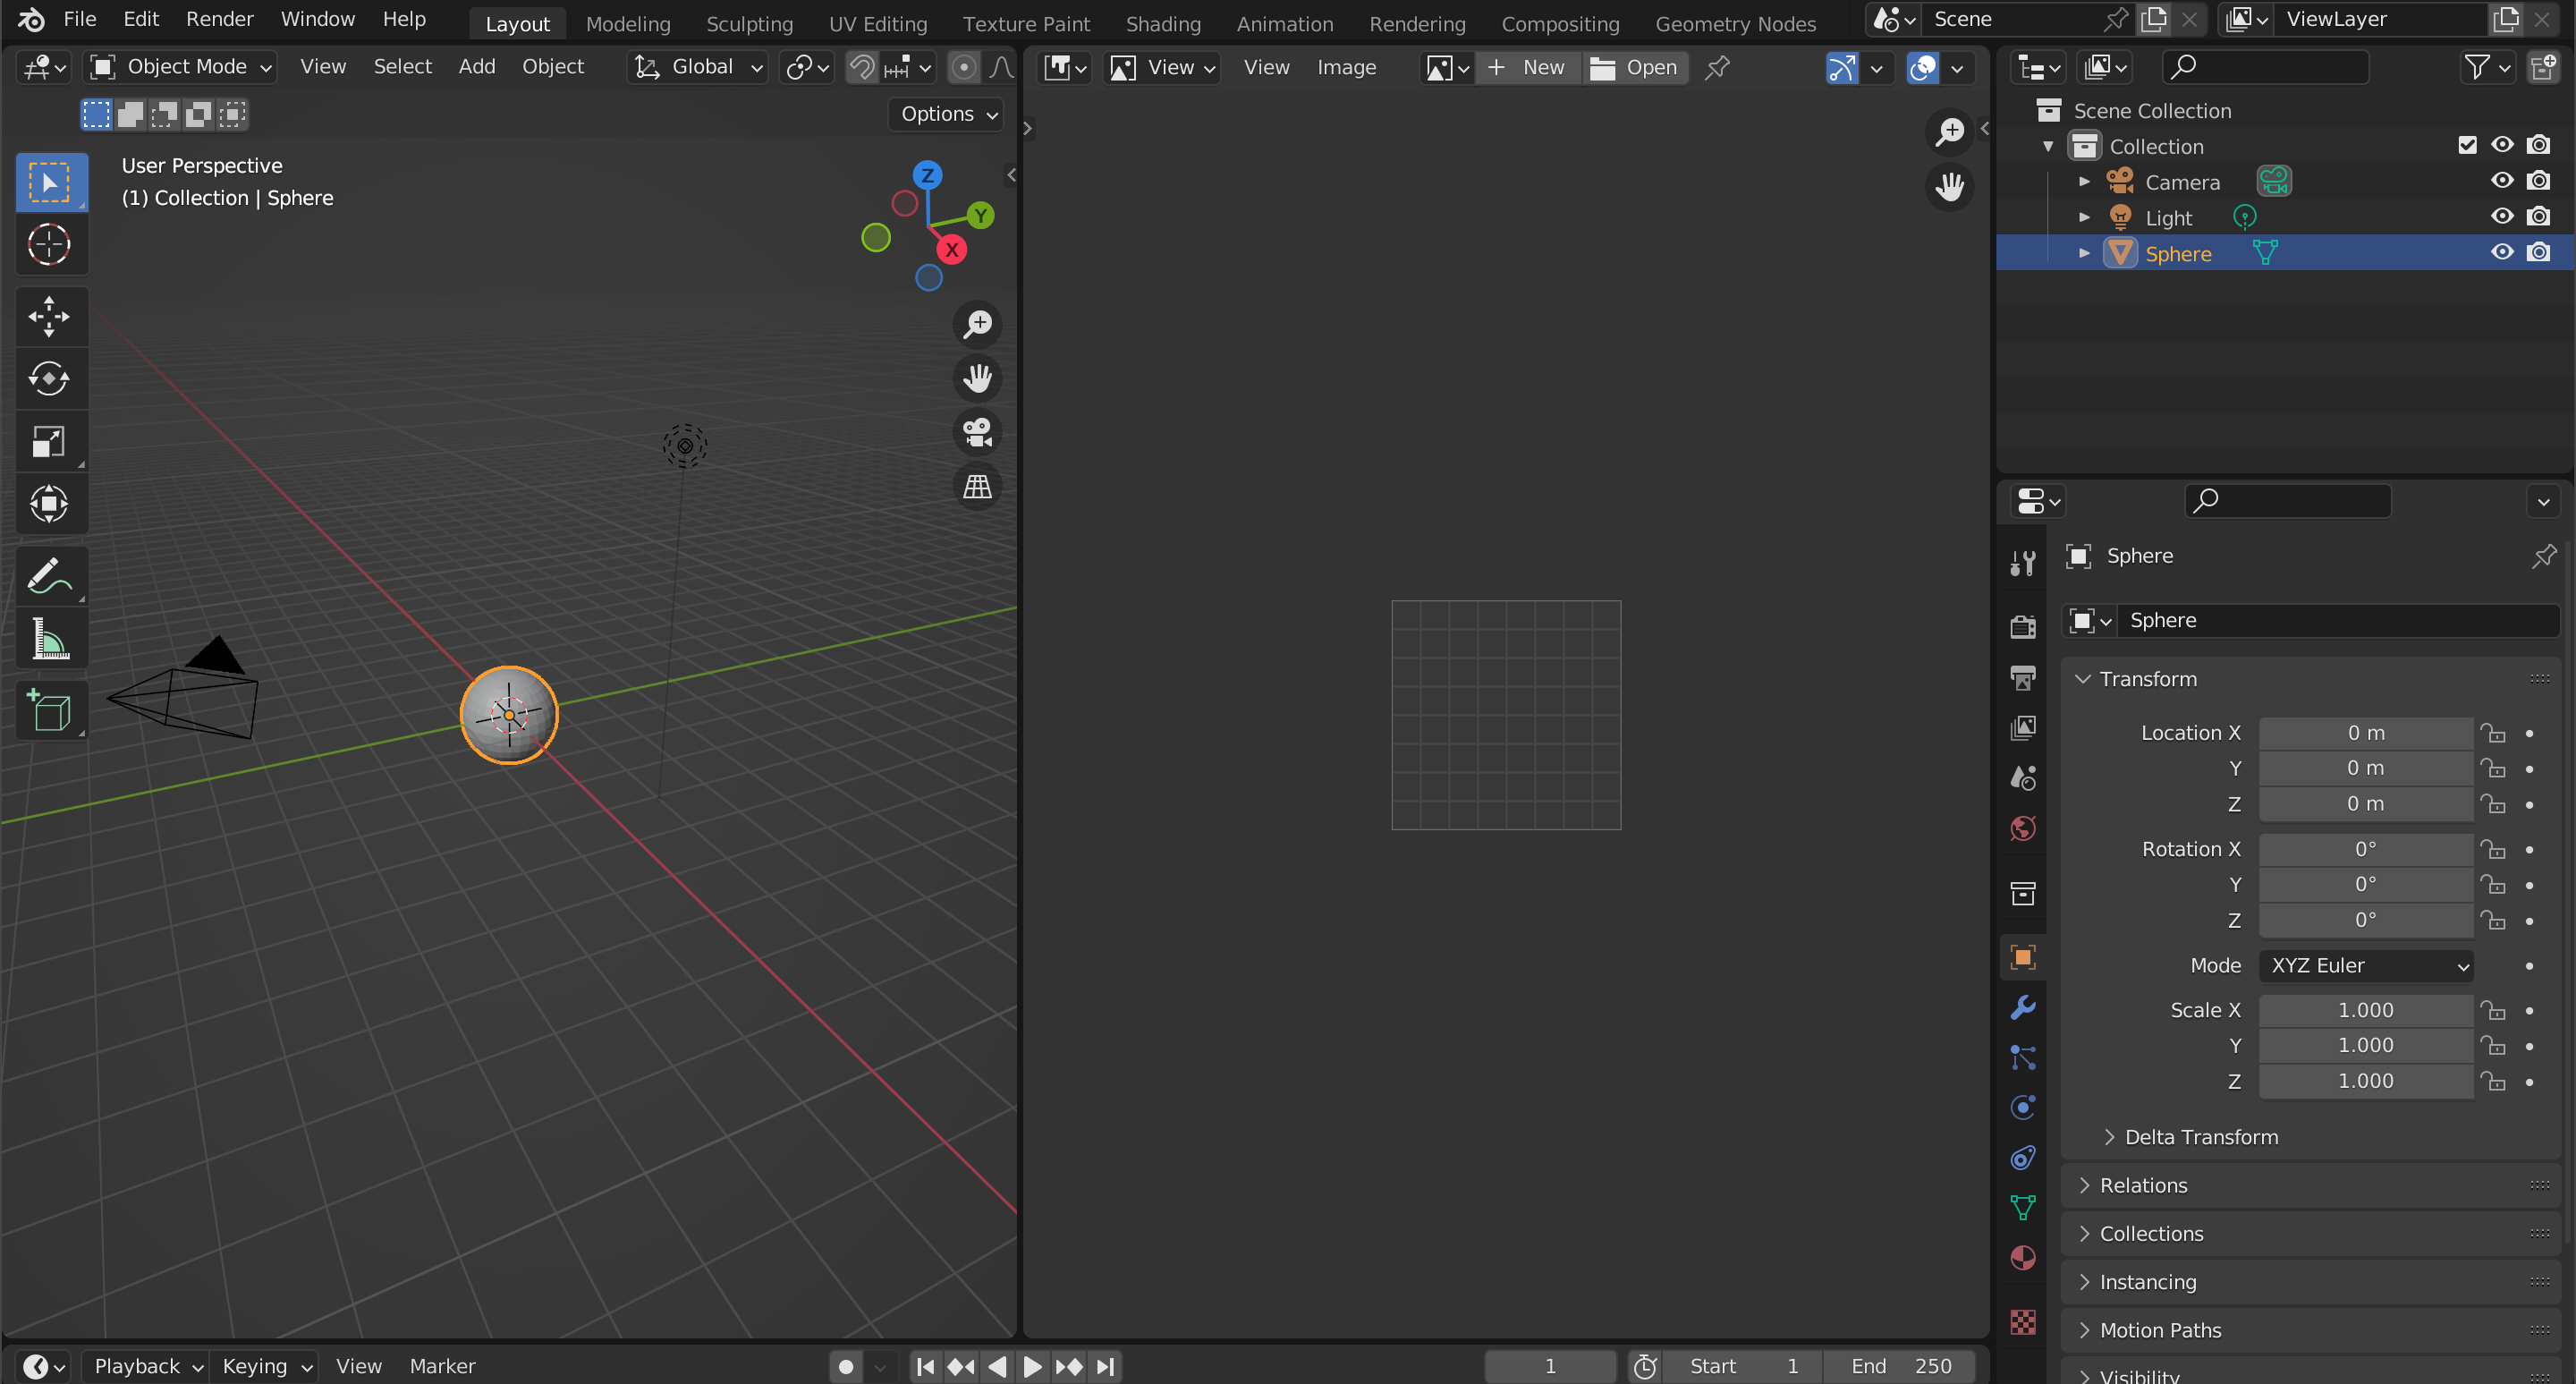 File Edit Render Window Help Layout Modeling Sculpting UV Editing Texture Paint Shading Animation Rendering Compositing Geometry Nodes Scene ViewLayer
Object Mode View Select Add Object Global
View View Image New Open
Options
User Perspective
(1) Collection | Sphere
Z
Y
X
Scene Collection
Collection
Camera
Light
Sphere
Sphere
Sphere
Transform
Location X 0 m
Y 0 m
Z 0 m
Rotation X 0°
Y 0°
Z 0°
Mode XYZ Euler
Scale X 1.000
Y 1.000
Z 1.000
Delta Transform
Relations
Collections
Instancing
Motion Paths
Visibility
Playback Keying View Marker 1 Start 1 End 250